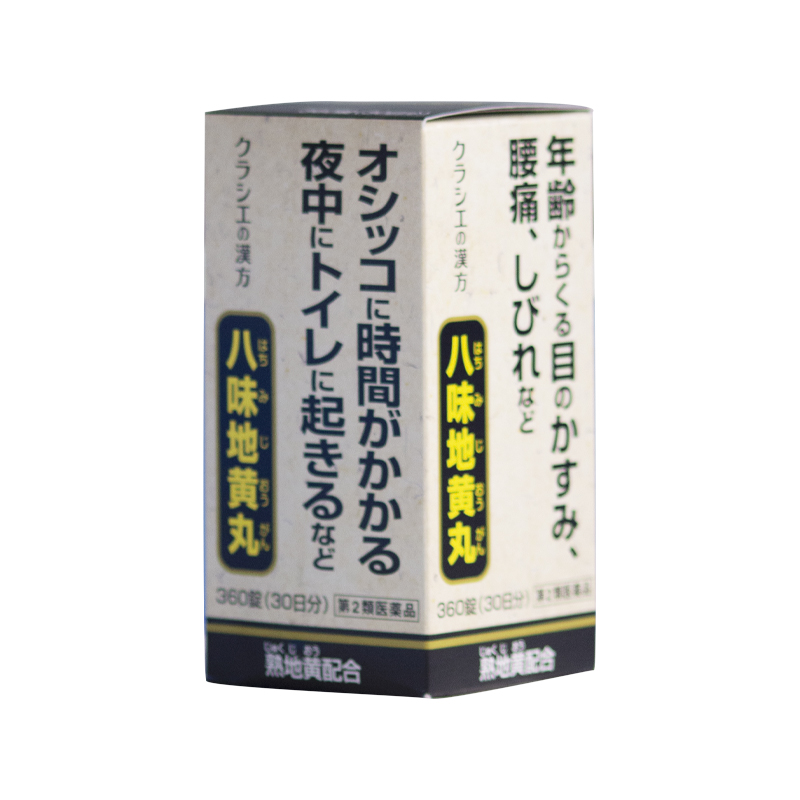 オシッコに時間がかかる
夜中にトイレに起きるなど
クラシエの漢方
八味地黄丸
はちみじおうがん
360錠(30日分)
第2類医薬品
じゅくじおう
熟地黄配合
年齢からくる目のかすみ、
腰痛、しびれなど
クラシエの漢方
八味地黄丸
はちみじおうがん
360錠(30日分)
第2類医薬品
じゅくじおう
熟地黄配合